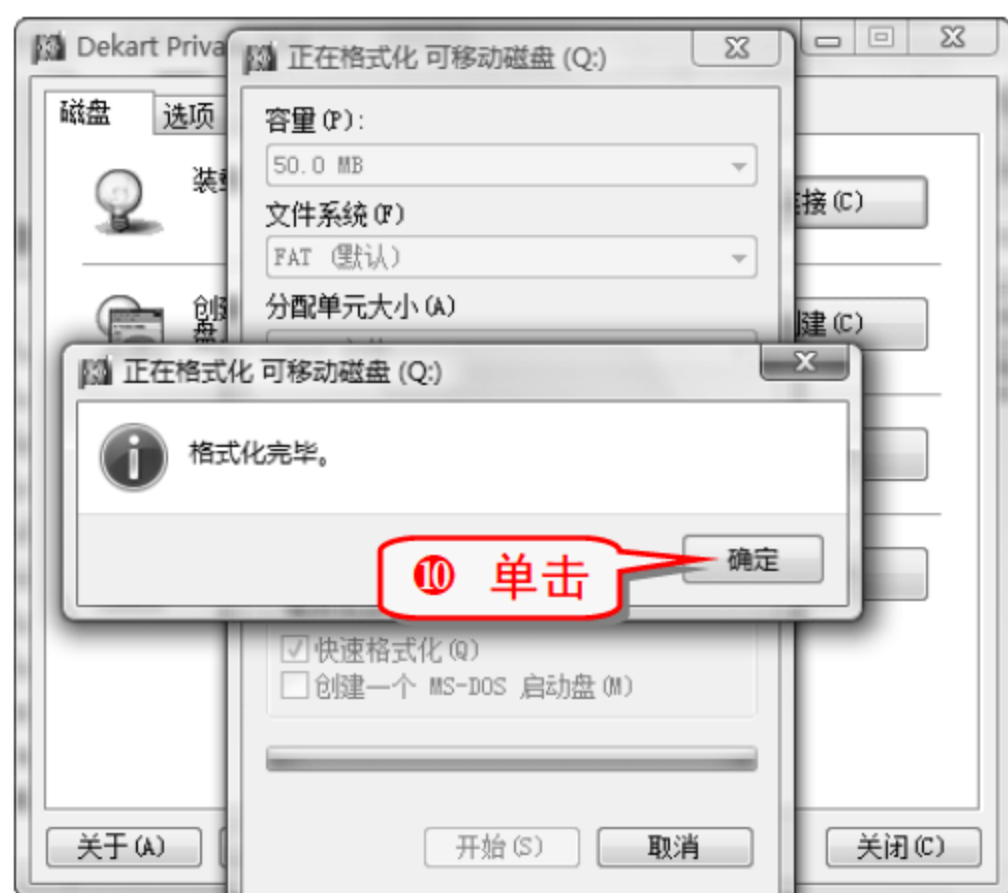 Dekart Priva
正在格式化 可移动磁盘 (Q:)
磁盘
选项
容量(P):
50.0 MB
接(C)
文件系统(F)
FAT (默认)
分配单元大小(A)
建(C)
正在格式化 可移动磁盘 (Q:)
格式化完毕。
⑩ 单击
确定
快速格式化(Q)
创建一个 MS-DOS 启动盘(M)
关于(A)
开始(S)
取消
关闭(C)